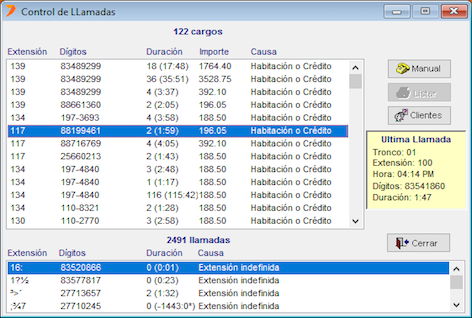 Control de LLamadas
122 cargos
Extensión Dígitos Duración Importe Causa
139 83489299 18 (17:48) 1764.40 Habitación o Crédito
139 83489299 36 (35:51) 3528.75 Habitación o Crédito
139 83489299 4 (3:37) 392.10 Habitación o Crédito
139 88661360 2 (2:05) 196.05 Habitación o Crédito
134 197-3693 4 (3:58) 188.50 Habitación o Crédito
117 88199461 2 (1:59) 196.05 Habitación o Crédito
117 88716769 4 (4:05) 392.10 Habitación o Crédito
117 25660213 2 (1:43) 188.50 Habitación o Crédito
134 197-4840 3 (2:58) 188.50 Habitación o Crédito
134 197-4840 1 (1:17) 188.50 Habitación o Crédito
134 197-4840 116 (115:42) 188.50 Habitación o Crédito
134 110-8321 2 (1:58) 188.50 Habitación o Crédito
130 110-2770 3 (2:58) 188.50 Habitación o Crédito
Manual
Listar
Clientes
Ultima Llamada
Tronco: 01
Extensión: 100
Hora: 04:14 PM
Dígitos: 83541860
Duración: 1:47
Cerrar
2491 llamadas
Extensión Dígitos Duración Causa
16: 83520866 0 (0:01) Extensión indefinida
1?½ 83577817 0 (0:23) Extensión indefinida
³>´ 27713657 2 (1:32) Extensión indefinida
;¾7 27710245 0 (-1443:0*) Extensión indefinida